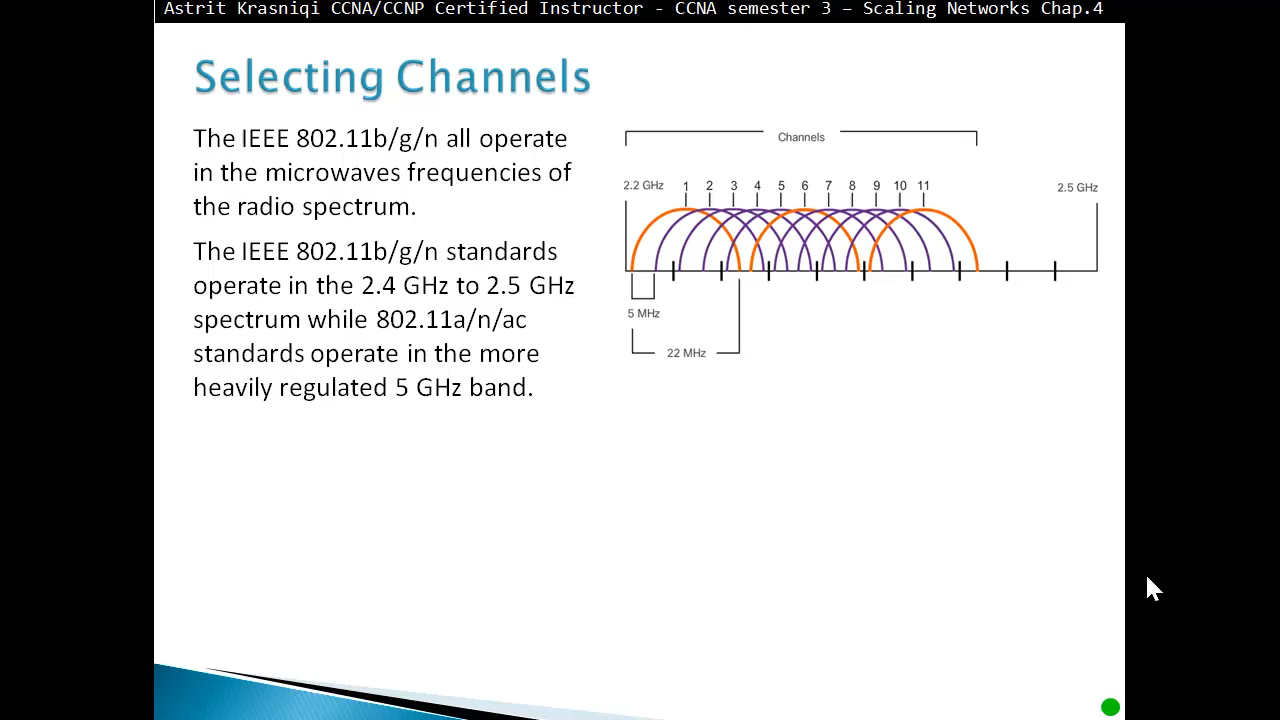 Astrit Krasniqi CCNA/CCNP Certified Instructor - CCNA semester 3 – Scaling Networks Chap.4
Selecting Channels
The IEEE 802.11b/g/n all operate
in the microwaves frequencies of
the radio spectrum.
The IEEE 802.11b/g/n standards
operate in the 2.4 GHz to 2.5 GHz
spectrum while 802.11a/n/ac
standards operate in the more
heavily regulated 5 GHz band.
Channels
2.2 GHz 1 2 3 4 5 6 7 8 9 10 11 2.5 GHz
5 MHz
22 MHz